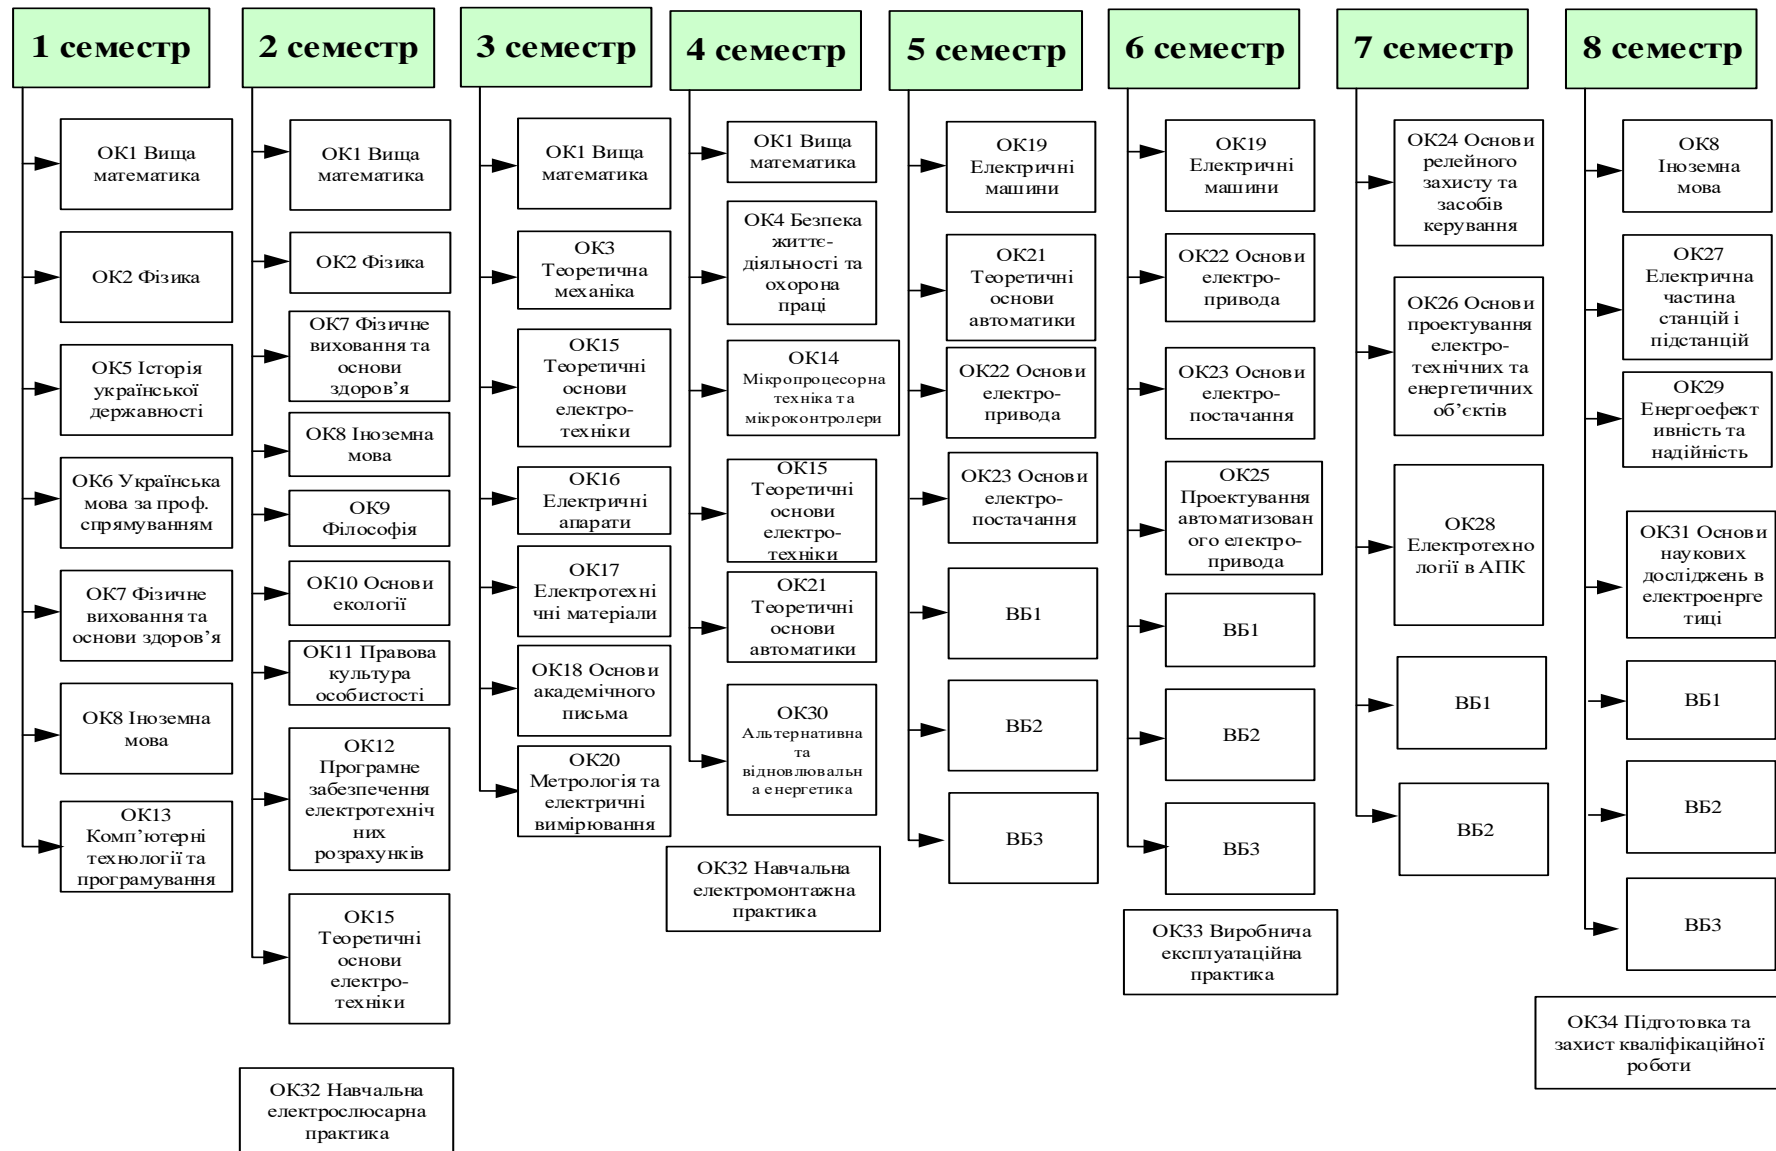 1 семестр
ОК1 Вища
математика
ОК2 Фізика
ОК5 Історія
української
державності
ОК6 Українська
мова за проф.
спрямуванням
ОК7 Фізичне
виховання та
основи здоров’я
ОК8 Іноземна
мова
ОК13
Комп’ютерні
технології та
програмування
2 семестр
ОК1 Вища
математика
ОК2 Фізика
ОК7 Фізичне
виховання та
основи
здоров’я
ОК8 Іноземна
мова
ОК9
Філософія
ОК10 Основи
екології
ОК11 Правова
культура
особистості
ОК12
Програмне
забезпечення
електротехніч
них
розрахунків
ОК15
Теоретичні
основи
електро-
техніки
ОК32 Навчальна
електрослюсарна
практика
3 семестр
ОК1 Вища
математика
ОК3
Теоретична
механіка
ОК15
Теоретичні
основи
електро-
техніки
ОК16
Електричні
апарати
ОК17
Електротехні
чні матеріали
ОК18 Основи
академічного
письма
ОК20
Метрологія та
електричні
вимірювання
4 семестр
ОК1 Вища
математика
ОК4 Безпека
життє-
діяльності та
охорона
праці
ОК14
Мікропроцесорна
техніка та
мікроконтролери
ОК15
Теоретичні
основи
електро-
техніки
ОК21
Теоретичні
основи
автоматики
ОК30
Альтернативна
та
відновлювальн
а енергетика
ОК32 Навчальна
електромонтажна
практика
5 семестр
ОК19
Електричні
машини
ОК21
Теоретичні
основи
автоматики
ОК22 Основи
електро-
привода
ОК23 Основи
електро-
постачання
ВБ1
ВБ2
ВБ3
6 семестр
ОК19
Електричні
машини
ОК22 Основи
електро-
привода
ОК23 Основи
електро-
постачання
ОК25
Проектування
автоматизован
ого електро-
привода
ВБ1
ВБ2
ВБ3
ОК33 Виробнича
експлуатаційна
практика
7 семестр
ОК24 Основи
релейного
захисту та
засобів
керування
ОК26 Основи
проектування
електро-
технічних та
енергетичних
об’єктів
ОК28
Електротехно
логії в АПК
ВБ1
ВБ2
8 семестр
ОК8
Іноземна
мова
ОК27
Електрична
частина
станцій і
підстанцій
ОК29
Енергоефект
ивність та
надійність
ОК31 Основи
наукових
досліджень в
електроенрге
тиці
ВБ1
ВБ2
ВБ3
ОК34 Підготовка та
захист кваліфікаційної
роботи